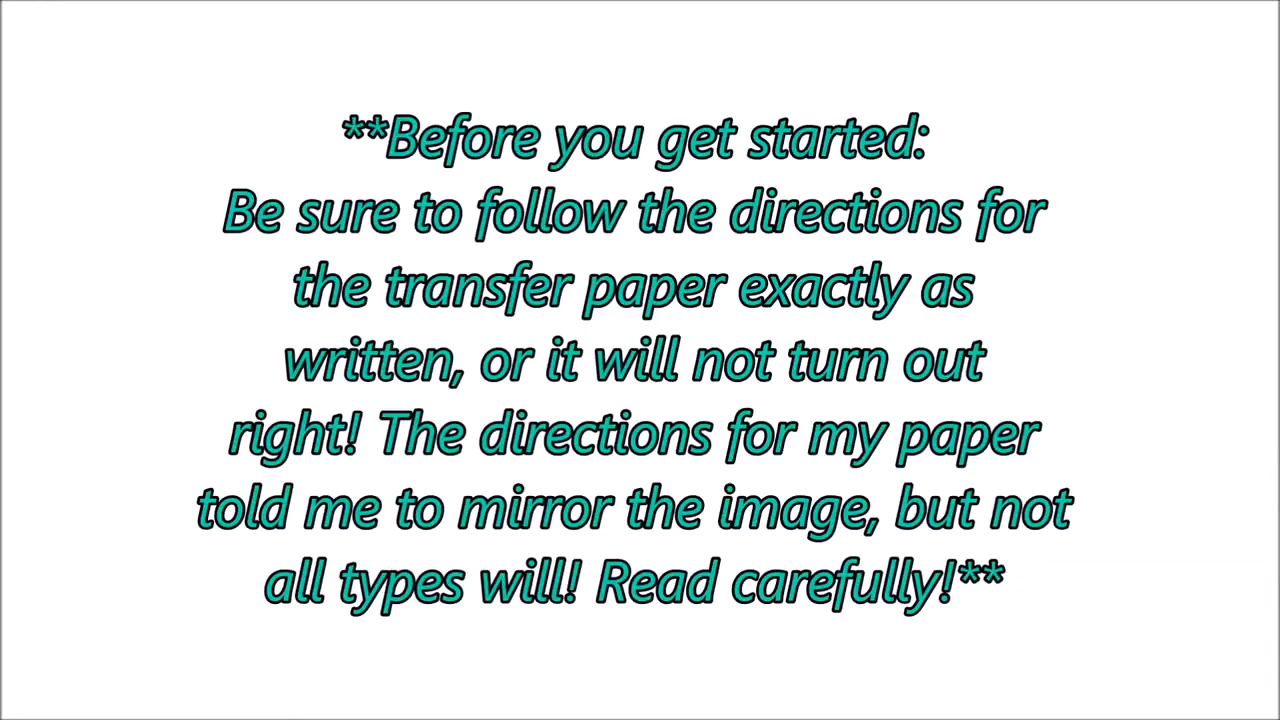 **Before you get started:
Be sure to follow the directions for
the transfer paper exactly as
written, or it will not turn out
right! The directions for my paper
told me to mirror the image, but not
all types will! Read carefully!**